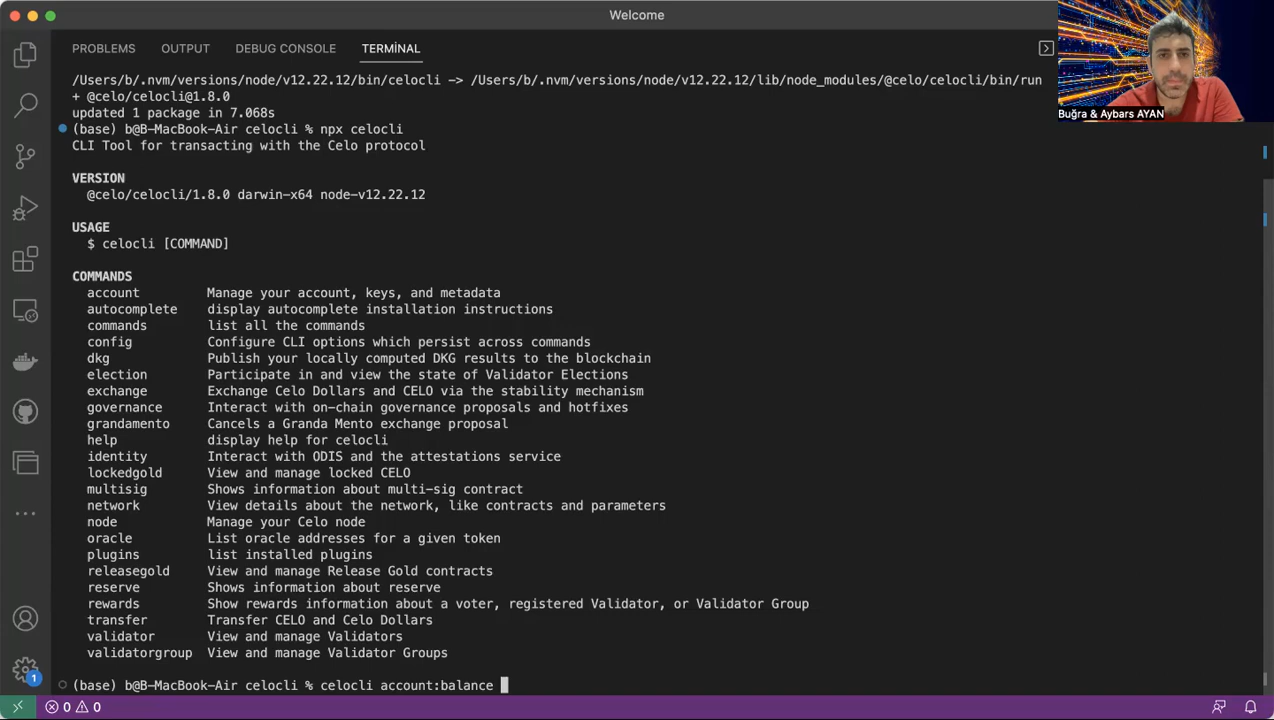 Welcome
PROBLEMS OUTPUT DEBUG CONSOLE TERMİNAL
/Users/b/.nvm/versions/node/v12.22.12/bin/celocli -> /Users/b/.nvm/versions/node/v12.22.12/lib/node_modules/@celo/celocli/bin/run
+ @celo/celocli@1.8.0
updated 1 package in 7.068s
(base) b@B-MacBook-Air celocli % npx celocli
CLI Tool for transacting with the Celo protocol
VERSION
@celo/celocli/1.8.0 darwin-x64 node-v12.22.12
USAGE
$ celocli [COMMAND]
COMMANDS
account Manage your account, keys, and metadata
autocomplete display autocomplete installation instructions
commands list all the commands
config Configure CLI options which persist across commands
dkg Publish your locally computed DKG results to the blockchain
election Participate in and view the state of Validator Elections
exchange Exchange Celo Dollars and CELO via the stability mechanism
governance Interact with on-chain governance proposals and hotfixes
grandamento Cancels a Granda Mento exchange proposal
help display help for celocli
identity Interact with ODIS and the attestations service
lockedgold View and manage locked CELO
multisig Shows information about multi-sig contract
network View details about the network, like contracts and parameters
node Manage your Celo node
oracle List oracle addresses for a given token
plugins list installed plugins
releasegold View and manage Release Gold contracts
reserve Shows information about reserve
rewards Show rewards information about a voter, registered Validator, or Validator Group
transfer Transfer CELO and Celo Dollars
validator View and manage Validators
validatorgroup View and manage Validator Groups
(base) b@B-MacBook-Air celocli % celocli account:balance
0 0
1
Buğra & Aybars AYAN